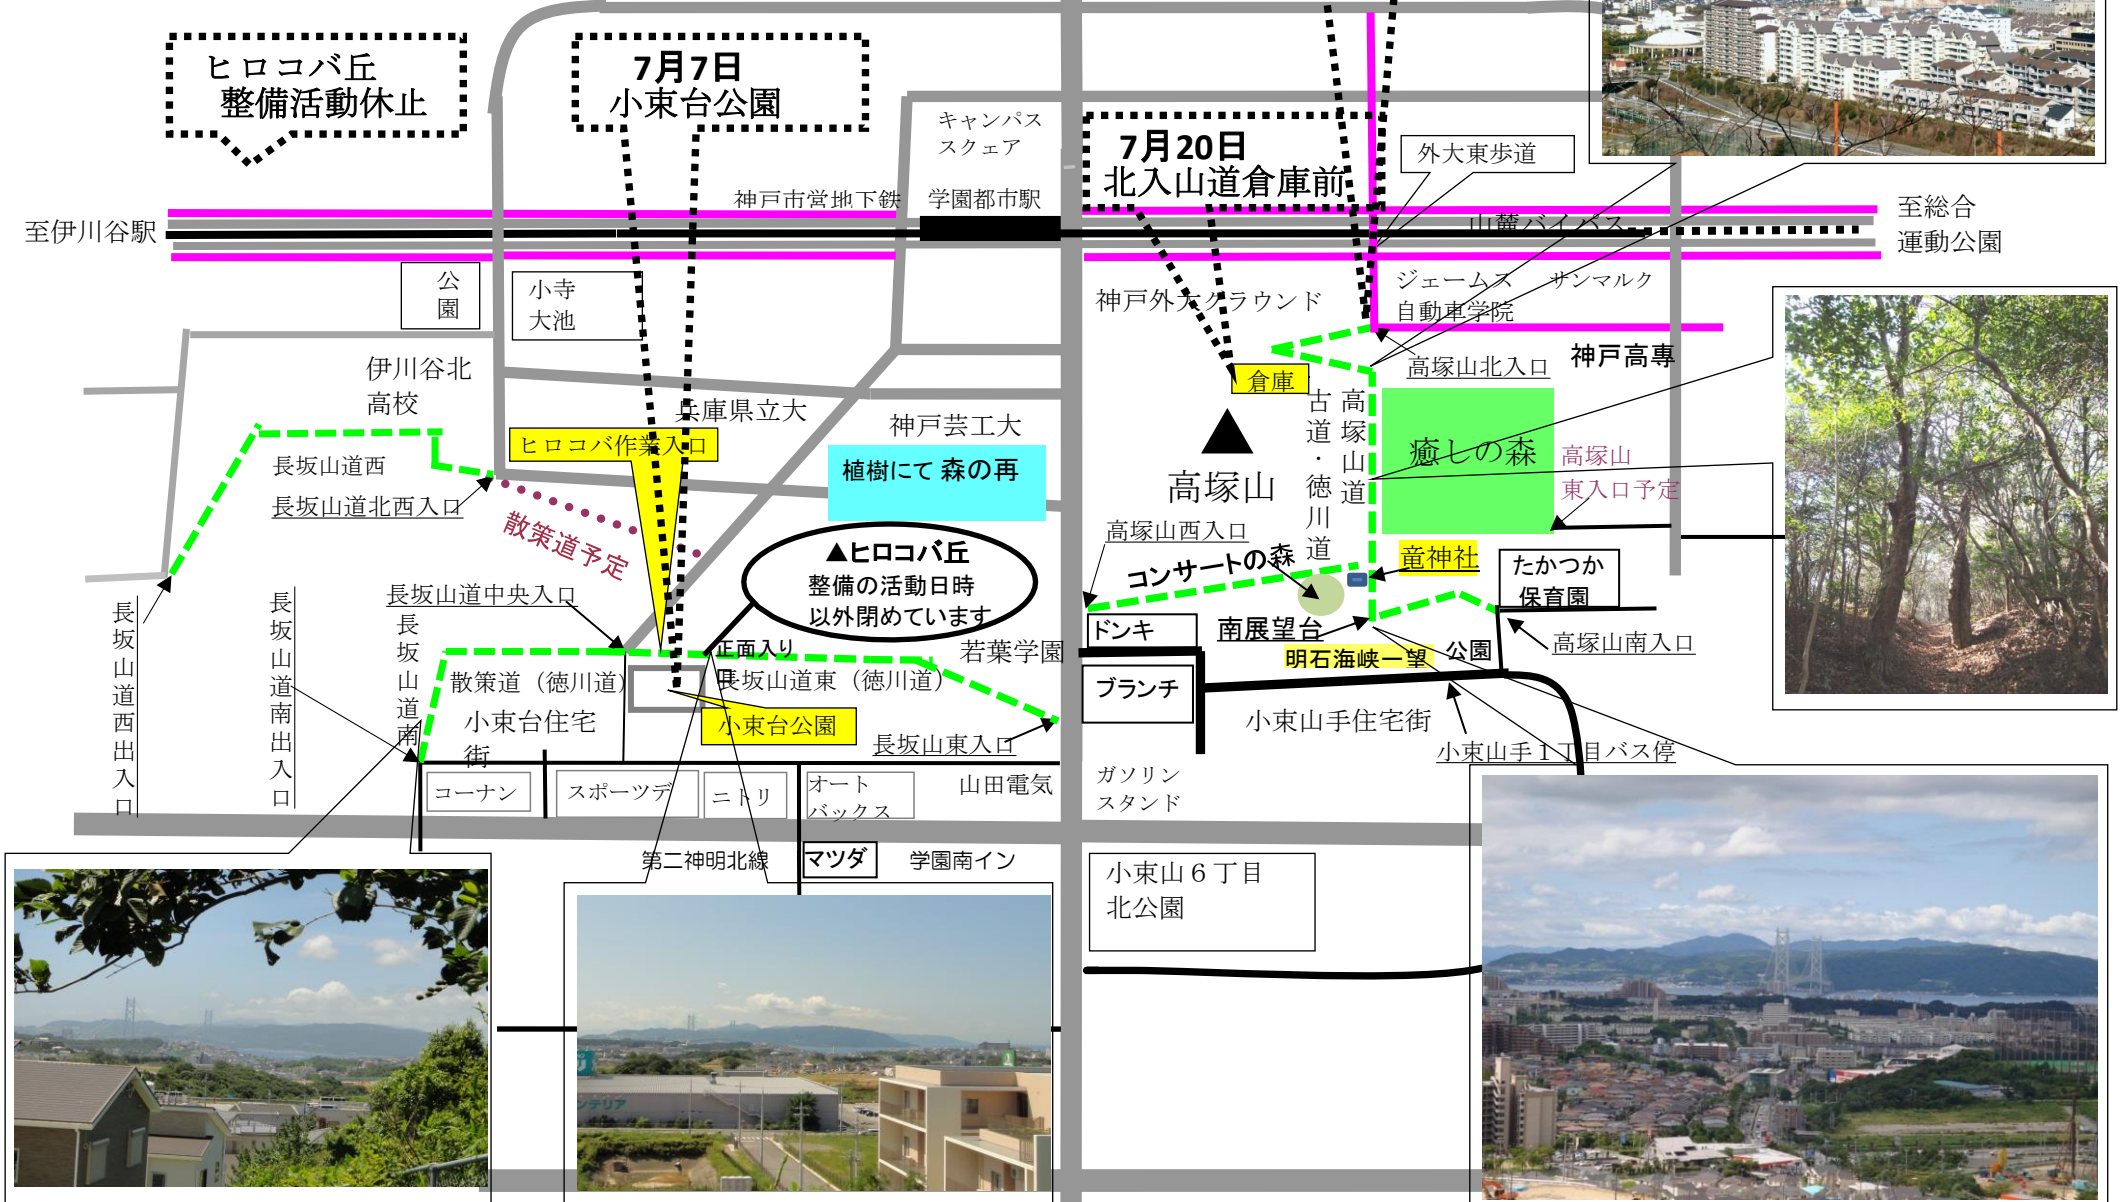 ヒロコバ丘
整備活動休止
7月7日
小束台公園
キャンパス
スクェア
7月20日
北入山道倉庫前
外大東歩道
神戸市営地下鉄
学園都市駅
至伊川谷駅
山麓バイパス
至総合
運動公園
公
園
小寺
大池
神戸外大グラウンド
ジェームス
自動車学院
サンマルク
伊川谷北
高校
兵庫県立大
神戸芸工大
倉庫
高塚山北入口
神戸高専
ヒロコバ作業入口
植樹にて 森の再
高塚山
高塚山道
古道・徳川道
癒しの森
高塚山
東入口予定
長坂山道西
長坂山道北西入口
散策道予定
▲ヒロコバ丘
整備の活動日時
以外閉めています
高塚山西入口
コンサートの森
竜神社
たかつか
保育園
長坂山道西出入口
長坂山道南出入口
長坂山道中央入口
長坂山道南
正面入り
口
若葉学園
ドンキ
南展望台
明石海峡一望
公園
高塚山南入口
散策道（徳川道）
長坂山道東（徳川道）
ブランチ
小束台住宅
街
小束台公園
長坂山東入口
小束山手住宅街
小束山手１丁目バス停
コーナン
スポーツデ
ニトリ
オート
バックス
山田電気
ガソリン
スタンド
第二神明北線
マツダ
学園南イン
小束山６丁目
北公園
ンテリア